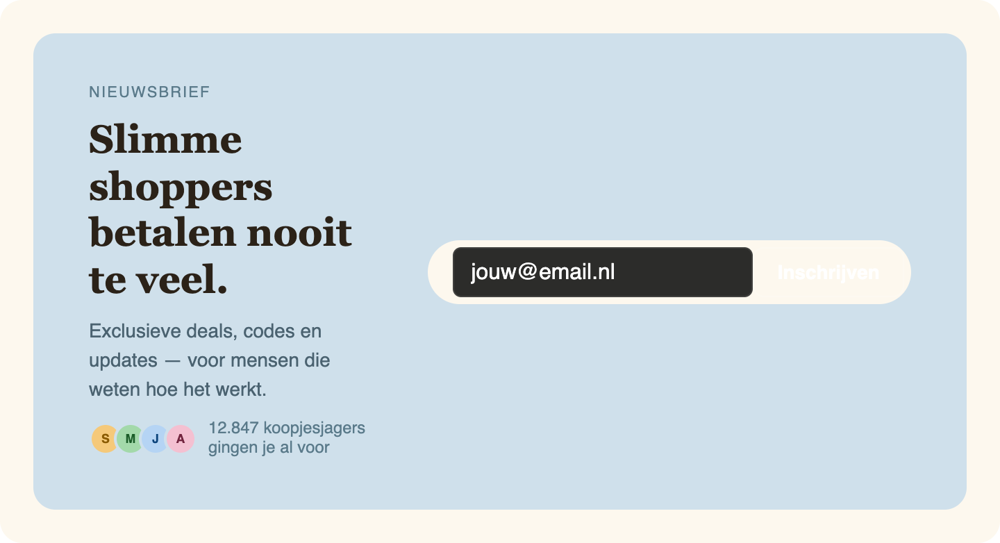 NIEUWSBRIEF
Slimme
shoppers
betalen nooit
te veel.
Exclusieve deals, codes en
updates — voor mensen die
weten hoe het werkt.
S M J A
12.847 koopjesjagers
gingen je al voor
jouw@email.nl
Inschrijven